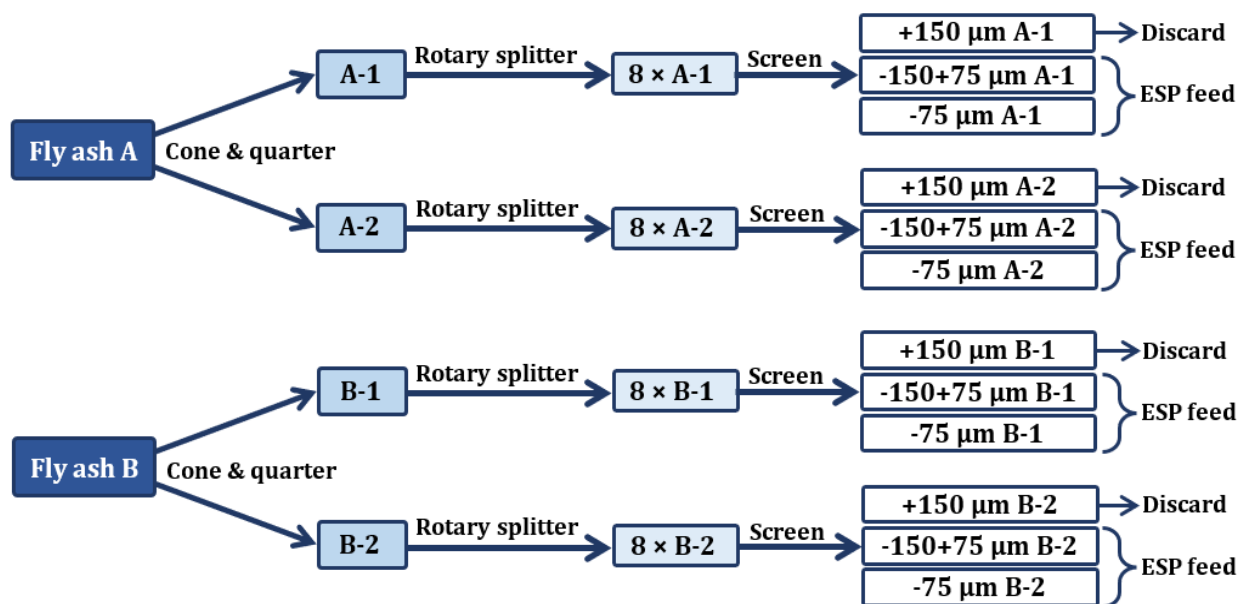 Fly ash A
Cone & quarter
A-1
Rotary splitter
8 × A-1
Screen
+150 µm A-1
Discard
-150+75 µm A-1
-75 µm A-1
ESP feed
A-2
Rotary splitter
8 × A-2
Screen
+150 µm A-2
Discard
-150+75 µm A-2
-75 µm A-2
ESP feed
Fly ash B
Cone & quarter
B-1
Rotary splitter
8 × B-1
Screen
+150 µm B-1
Discard
-150+75 µm B-1
-75 µm B-1
ESP feed
B-2
Rotary splitter
8 × B-2
Screen
+150 µm B-2
Discard
-150+75 µm B-2
-75 µm B-2
ESP feed